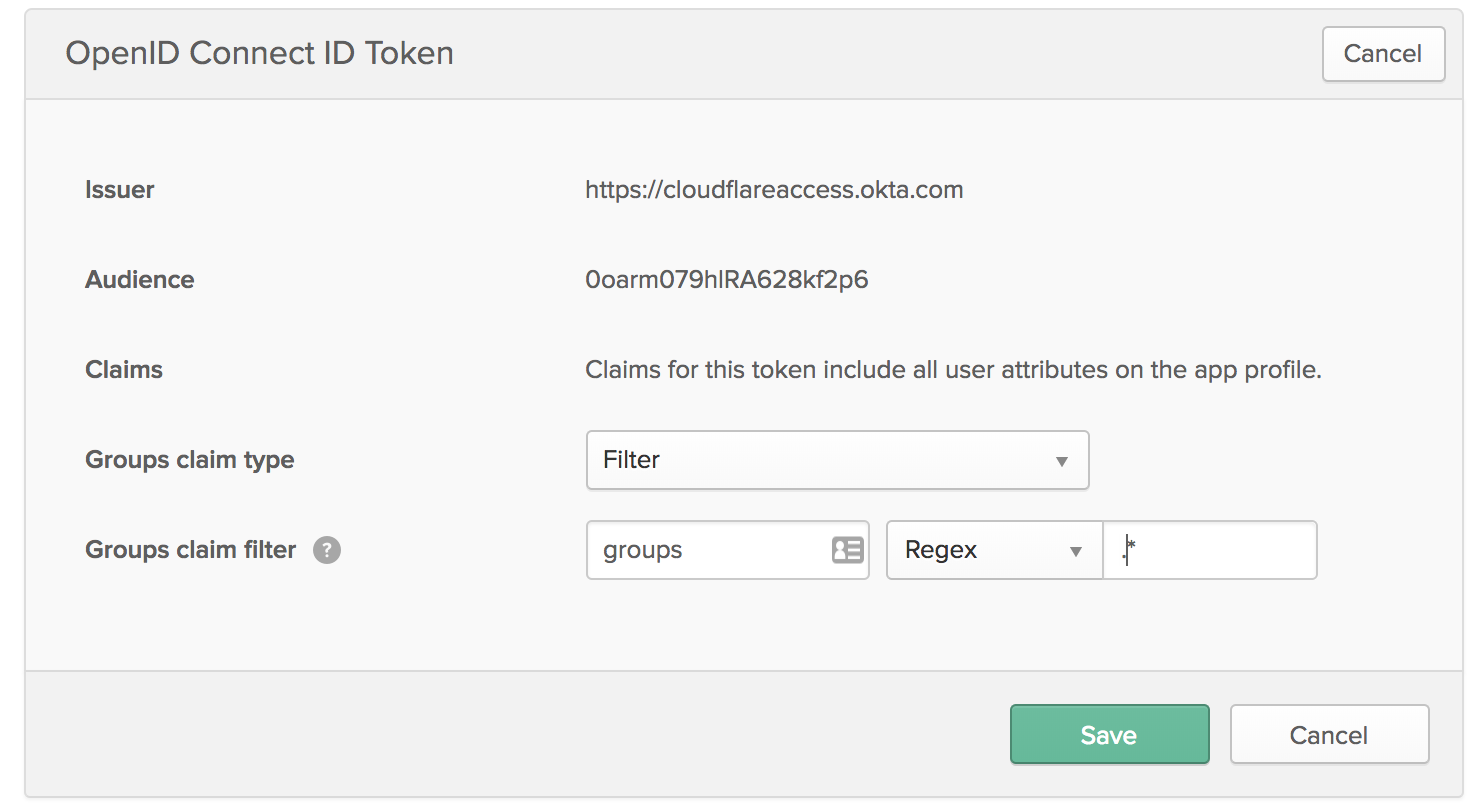 OpenID Connect ID Token
Cancel
Issuer
https://cloudflareaccess.okta.com
Audience
0oarm079hlRA628kf2p6
Claims
Claims for this token include all user attributes on the app profile.
Groups claim type
Filter
Groups claim filter ?
groups
Regex
.*
Save
Cancel